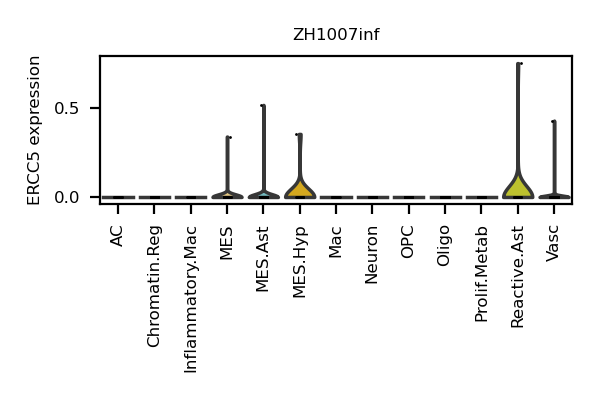 ZH1007inf
ERCC5 expression
0.5
0.0
AC
Chromatin.Reg
Inflammatory.Mac
MES
MES.Ast
MES.Hyp
Mac
Neuron
OPC
Oligo
Prolif.Metab
Reactive.Ast
Vasc